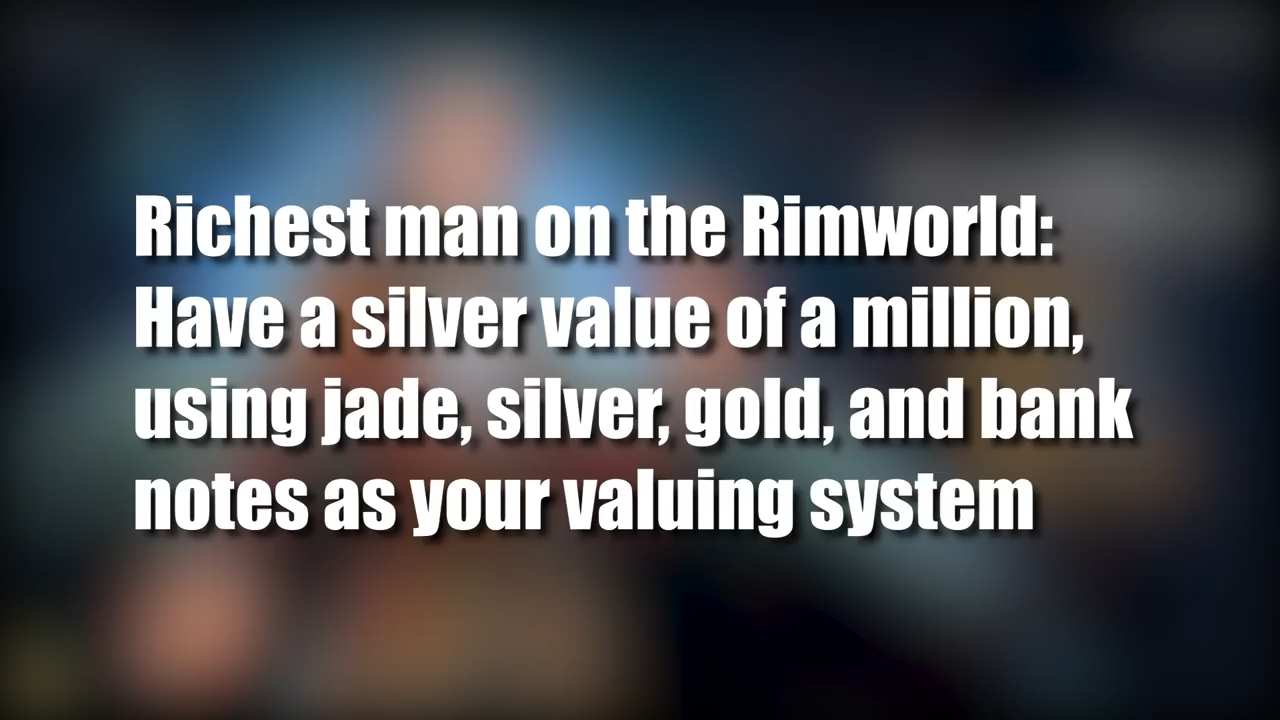 Richest man on the Rimworld:
Have a silver value of a million,
using jade, silver, gold, and bank
notes as your valuing system